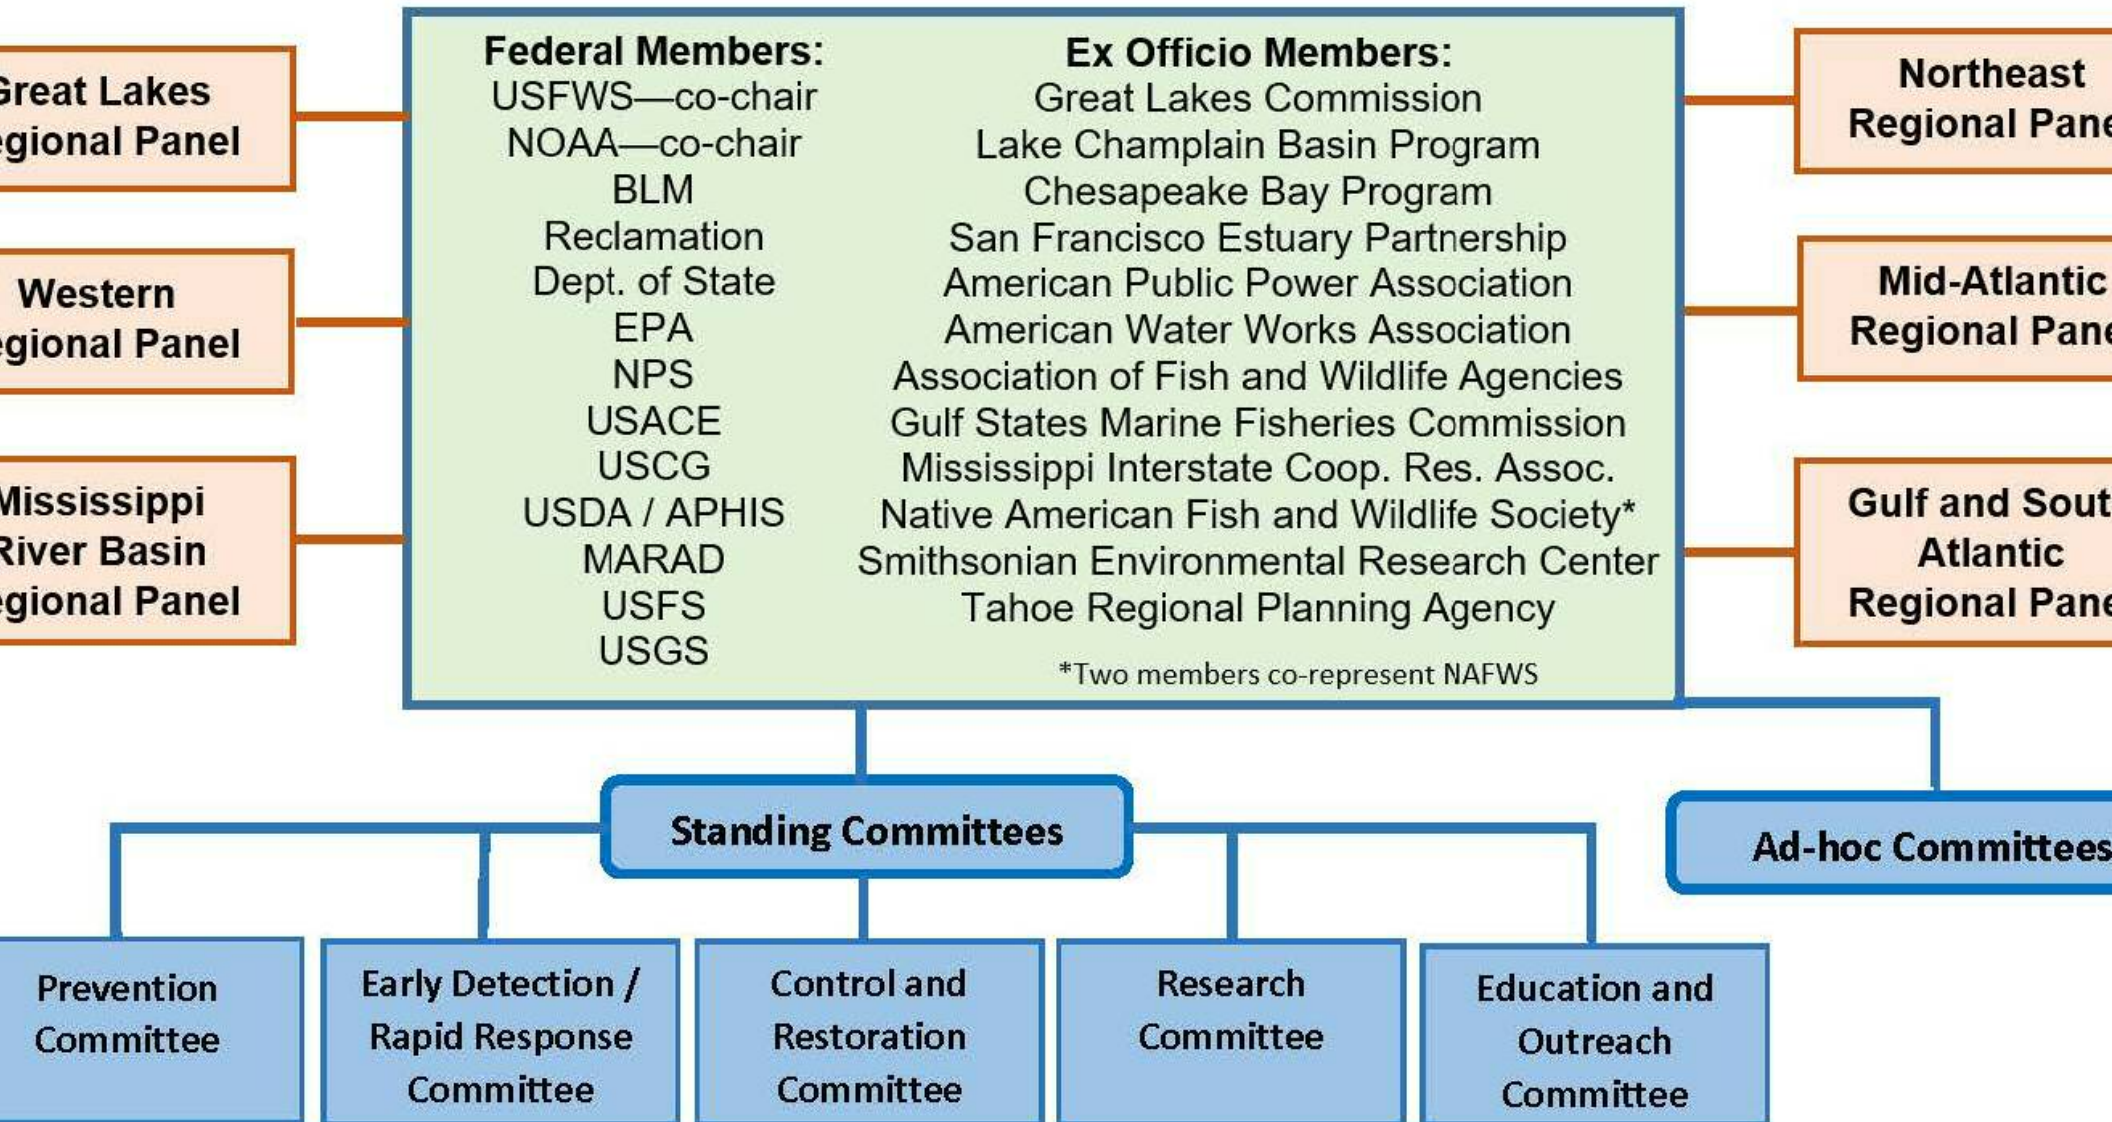 Great Lakes
egional Panel
Western
egional Panel
Mississippi
River Basin
egional Panel
Federal Members:
USFWS—co-chair
NOAA—co-chair
BLM
Reclamation
Dept. of State
EPA
NPS
USACE
USCG
USDA / APHIS
MARAD
USFS
USGS
Ex Officio Members:
Great Lakes Commission
Lake Champlain Basin Program
Chesapeake Bay Program
San Francisco Estuary Partnership
American Public Power Association
American Water Works Association
Association of Fish and Wildlife Agencies
Gulf States Marine Fisheries Commission
Mississippi Interstate Coop. Res. Assoc.
Native American Fish and Wildlife Society*
Smithsonian Environmental Research Center
Tahoe Regional Planning Agency
*Two members co-represent NAFWS
Northeast
Regional Pane
Mid-Atlantic
Regional Pane
Gulf and Sout
Atlantic
Regional Pane
Standing Committees
Ad-hoc Committees
Prevention
Committee
Early Detection /
Rapid Response
Committee
Control and
Restoration
Committee
Research
Committee
Education and
Outreach
Committee